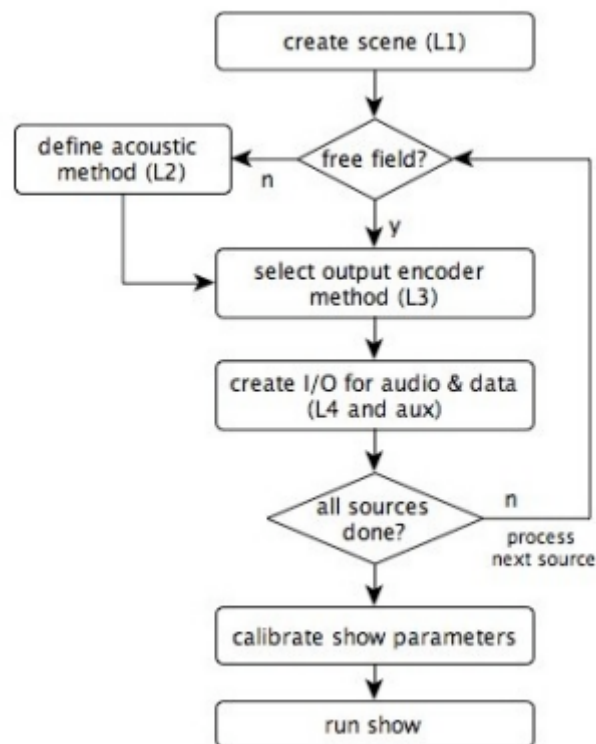 create scene (L1)
free field?
define acoustic
method (L2)
n
y
select output encoder
method (L3)
create I/O for audio & data
(L4 and aux)
all sources
done?
n
process
next source
calibrate show parameters
run show